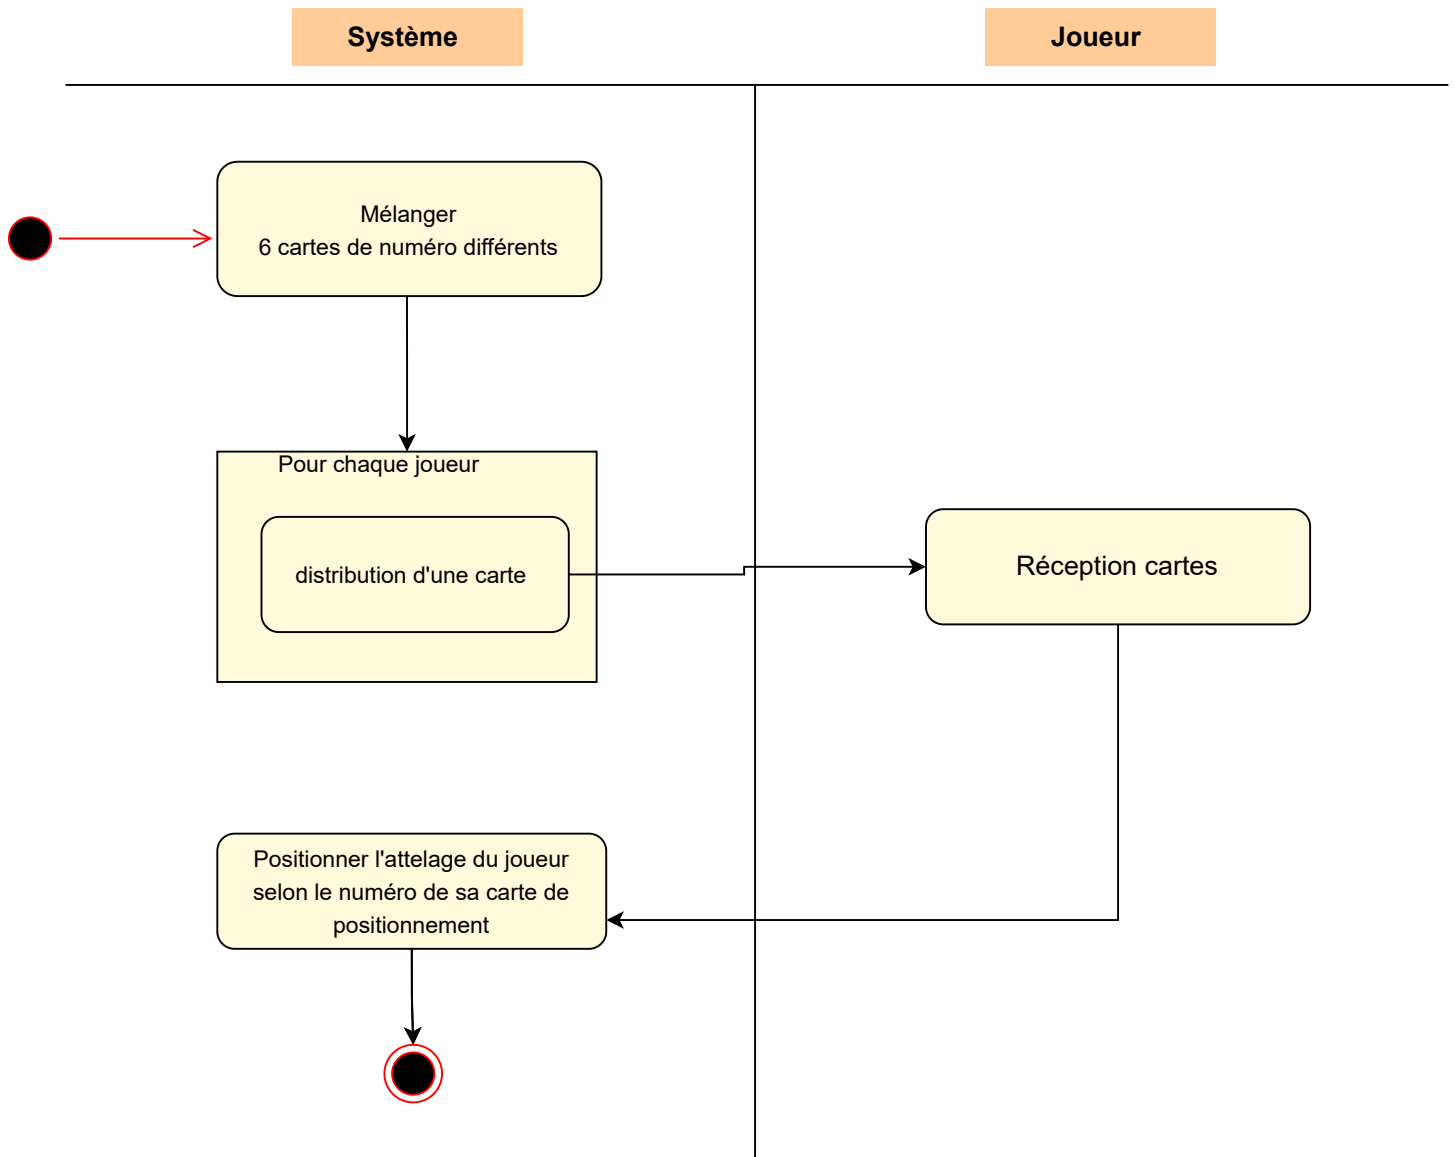 Système
Joueur
Mélanger
6 cartes de numéro différents
Pour chaque joueur
distribution d'une carte
Réception cartes
Positionner l'attelage du joueur
selon le numéro de sa carte de
positionnement